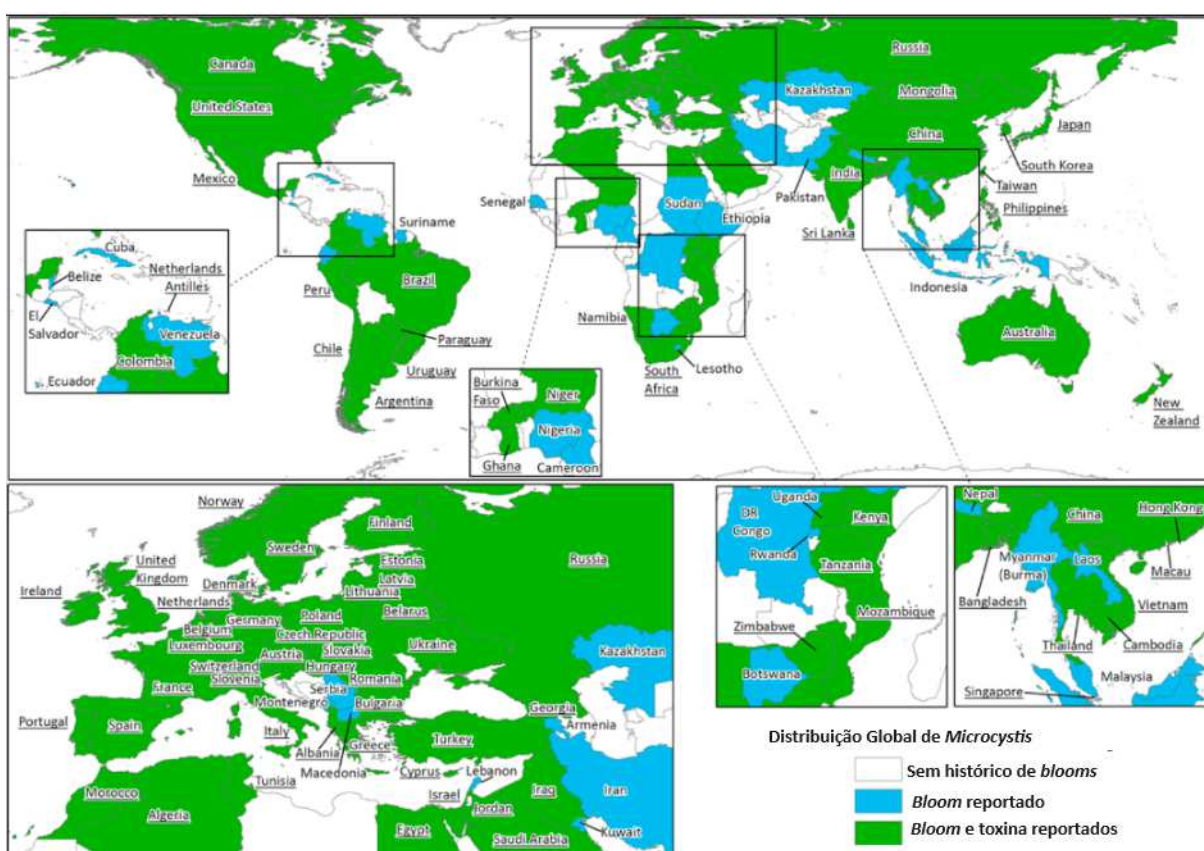 Canada
United States
Mexico
Russia
Kazakhstan
Mongolia
China
Japan
South Korea
Taiwan
Philippines
India
Pakistan
Sri Lanka
Senegal
Sudan
Ethiopia
Indonesia
Suriname
Brazil
Peru
Paraguay
Chile
Uruguay
Argentina
Namibia
South
Africa
Lesotho
Australia
New
Zealand
Cuba
Belize
Netherlands
Antilles
El
Salvador
Venezuela
Colombia
Ecuador
Burkina
Faso
Niger
Nigeria
Ghana
Cameroon
Norway
Finland
Sweden
Russia
Estonia
Latvia
Lithuania
United
Kingdom
Ireland
Denmark
Netherlands
Belarus
Germany
Poland
Belgium
Czech Republic
Ukraine
Luxembourg
Slovakia
Austria
Switzerland
Hungary
Slovenia
Romania
Kazakhstan
France
Serbia
Montenegro
Bulgaria
Georgia
Armenia
Portugal
Spain
Italy
Albania
Greece
Turkey
Macedonia
Cyprus
Lebanon
Tunisia
Israel
Iraq
Iran
Morocco
Jordan
Algeria
Egypt
Saudi Arabia
Kuwait
Uganda
DR
Congo
Kenya
Rwanda
Tanzania
Mozambique
Zimbabwe
Botswana
Nepal
China
Hong Kong
Myanmar
(Burma)
Laos
Macau
Bangladesh
Vietnam
Thailand
Cambodia
Malaysia
Singapore
Distribuição Global de Microcystis
Sem histórico de blooms
Bloom reportado
Bloom e toxina reportados